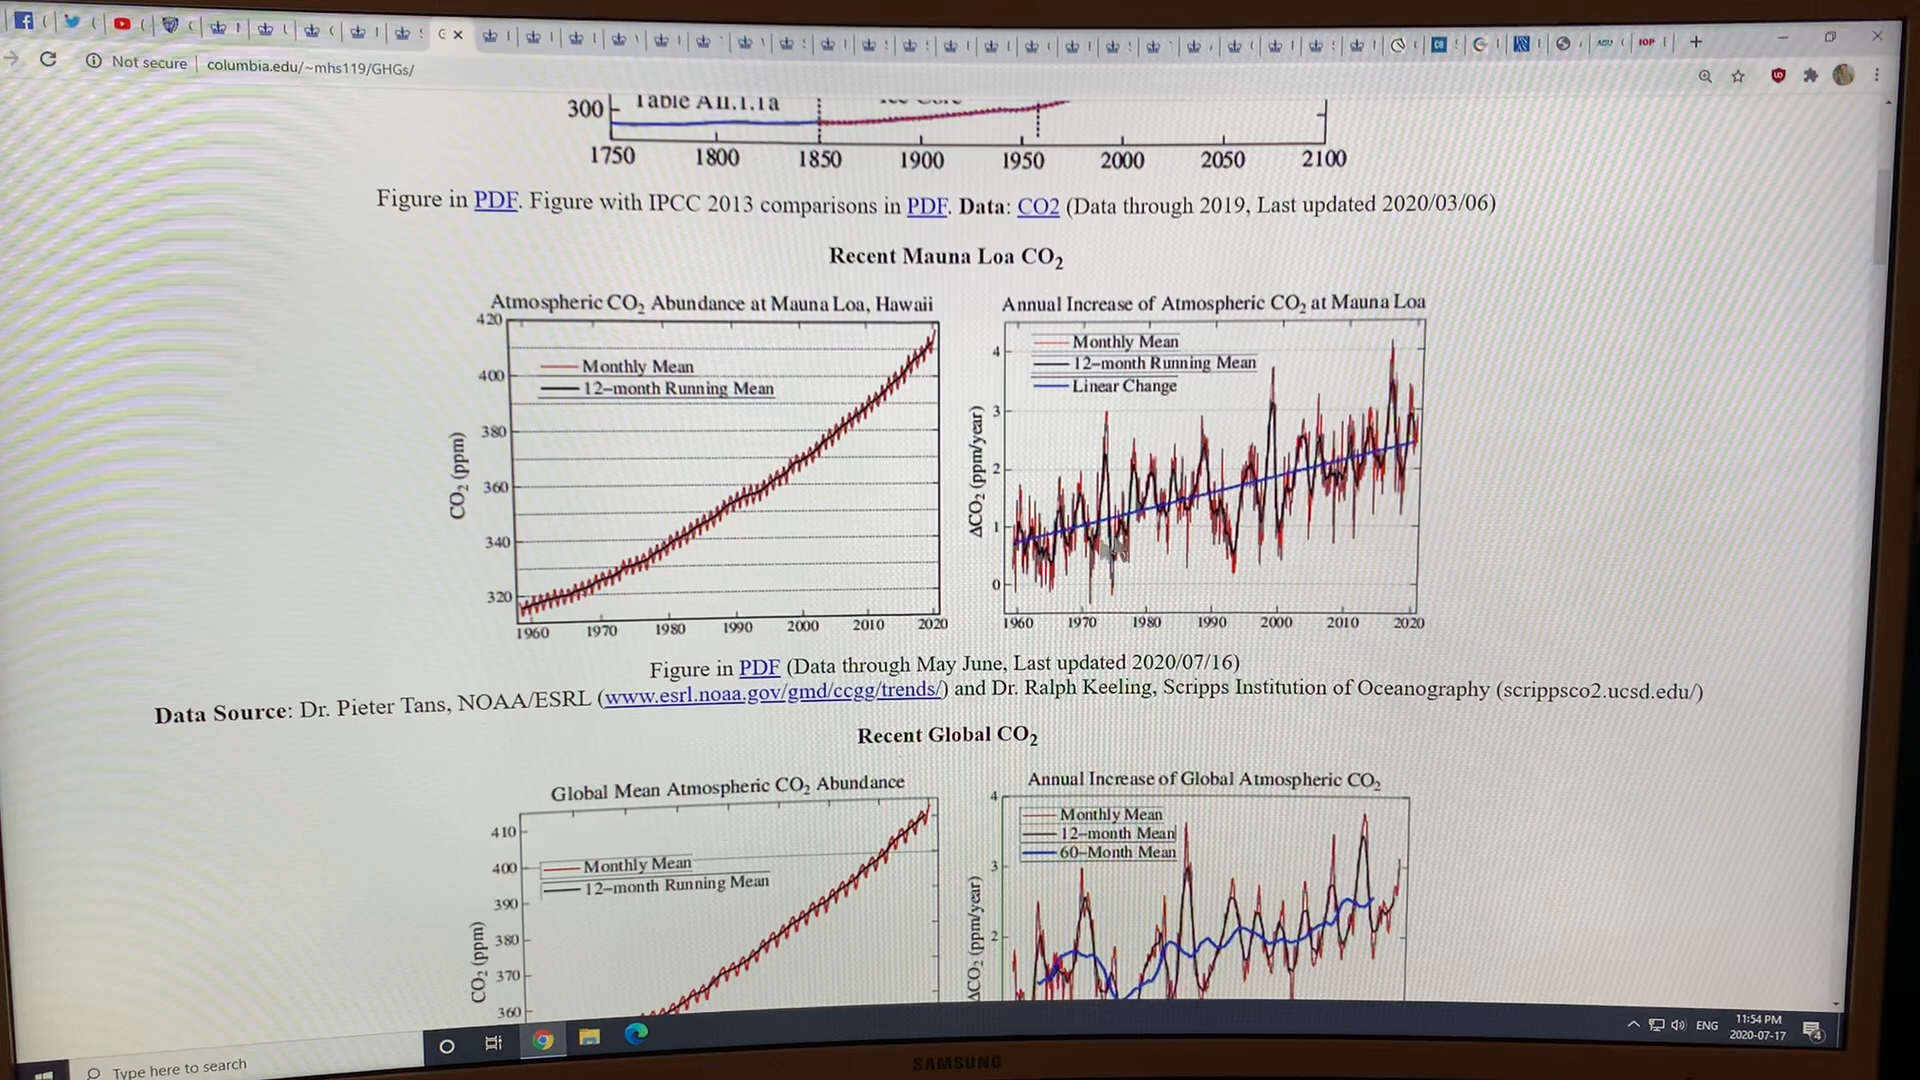 Not secure | columbia.edu/~mhs119/GHGs/
300 Table AII.1.1a
1750 1800 1850 1900 1950 2000 2050 2100
Figure in PDF. Figure with IPCC 2013 comparisons in PDF. Data: CO2 (Data through 2019, Last updated 2020/03/06)
Recent Mauna Loa CO2
Atmospheric CO2 Abundance at Mauna Loa, Hawaii
420
400
380
360
340
320
CO2 (ppm)
Monthly Mean
12-month Running Mean
1960 1970 1980 1990 2000 2010 2020
Annual Increase of Atmospheric CO2 at Mauna Loa
4
3
2
1
0
ΔCO2 (ppm/year)
Monthly Mean
12-month Running Mean
Linear Change
1960 1970 1980 1990 2000 2010 2020
Figure in PDF (Data through May June, Last updated 2020/07/16)
Data Source: Dr. Pieter Tans, NOAA/ESRL (www.esrl.noaa.gov/gmd/ccgg/trends/) and Dr. Ralph Keeling, Scripps Institution of Oceanography (scrippsco2.ucsd.edu/)
Recent Global CO2
Global Mean Atmospheric CO2 Abundance
410
400
390
380
370
360
CO2 (ppm)
Monthly Mean
12-month Running Mean
Annual Increase of Global Atmospheric CO2
4
3
2
ΔCO2 (ppm/year)
Monthly Mean
12-month Mean
60-Month Mean
Type here to search
ENG
11:54 PM
2020-07-17
4
SAMSUNG